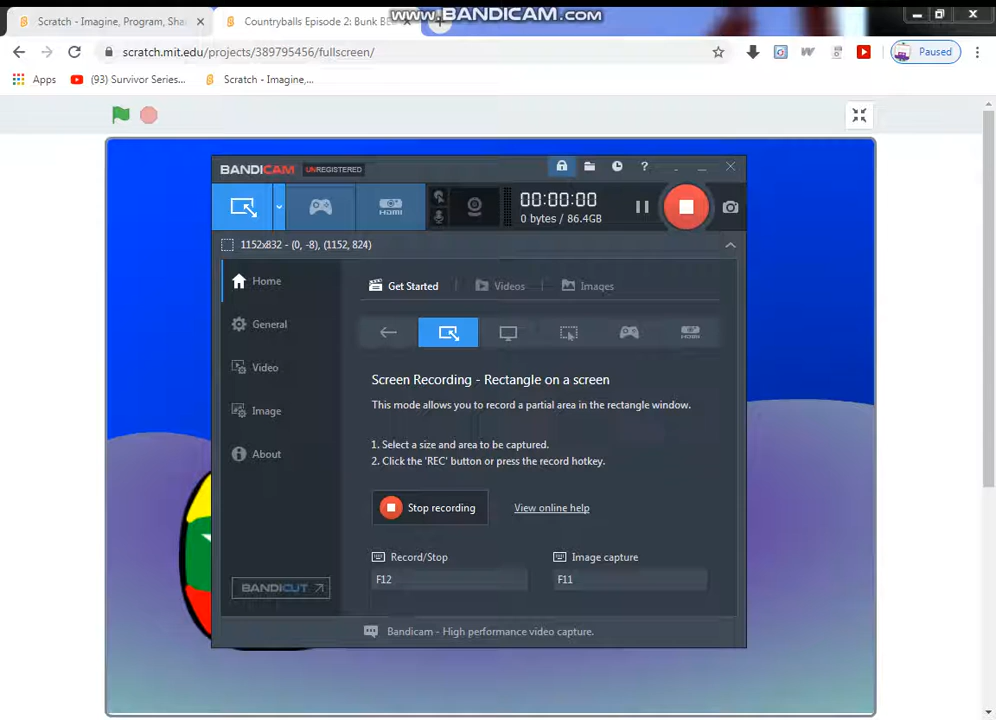 www.BANDICAM.com
Scratch - Imagine, Program, Sha
Countryballs Episode 2: Bunk
scratch.mit.edu/projects/389795456/fullscreen/
Paused
Apps
(93) Survivor Series...
Scratch - Imagine,...
BANDICAM
UNREGISTERED
?
HDMI
00:00:00
0 bytes / 86.4GB
1152x832 - (0, -8), (1152, 824)
Home
Get Started
Videos
Images
General
HDMI
Video
Screen Recording - Rectangle on a screen
This mode allows you to record a partial area in the rectangle window.
Image
1. Select a size and area to be captured.
About
2. Click the 'REC' button or press the record hotkey.
Stop recording
View online help
Record/Stop
Image capture
F12
F11
BANDICUT
Bandicam - High performance video capture.